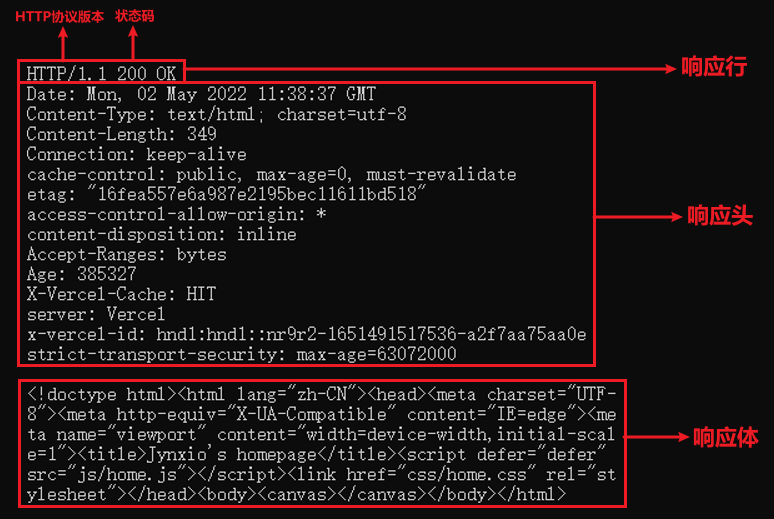 HTTP协议版本 状态码
HTTP/1.1 200 OK
响应行
Date: Mon, 02 May 2022 11:38:37 GMT
Content-Type: text/html; charset=utf-8
Content-Length: 349
Connection: keep-alive
cache-control: public, max-age=0, must-revalidate
etag: "16fea557e6a987e2195bec11611bd518"
access-control-allow-origin: *
响应头
content-disposition: inline
Accept-Ranges: bytes
Age: 385327
X-Vercel-Cache: HIT
server: Vercel
x-vercel-id: hnd1:hnd1::nr9r2-1651491517536-a2f7aa75aa0e
strict-transport-security: max-age=63072000
<!doctype html><html lang="zh-CN"><head><meta charset="UTF-
8"><meta http-equiv="X-UA-Compatible" content="IE=edge"><me
ta name="viewport" content="width=device-width,initial-scal
e=1"><title>Jynxio's homepage</title><script defer="defer"
响应体
src="js/home.js"></script><link href="css/home.css" rel="st
ylesheet"></head><body><canvas></canvas></body></html>